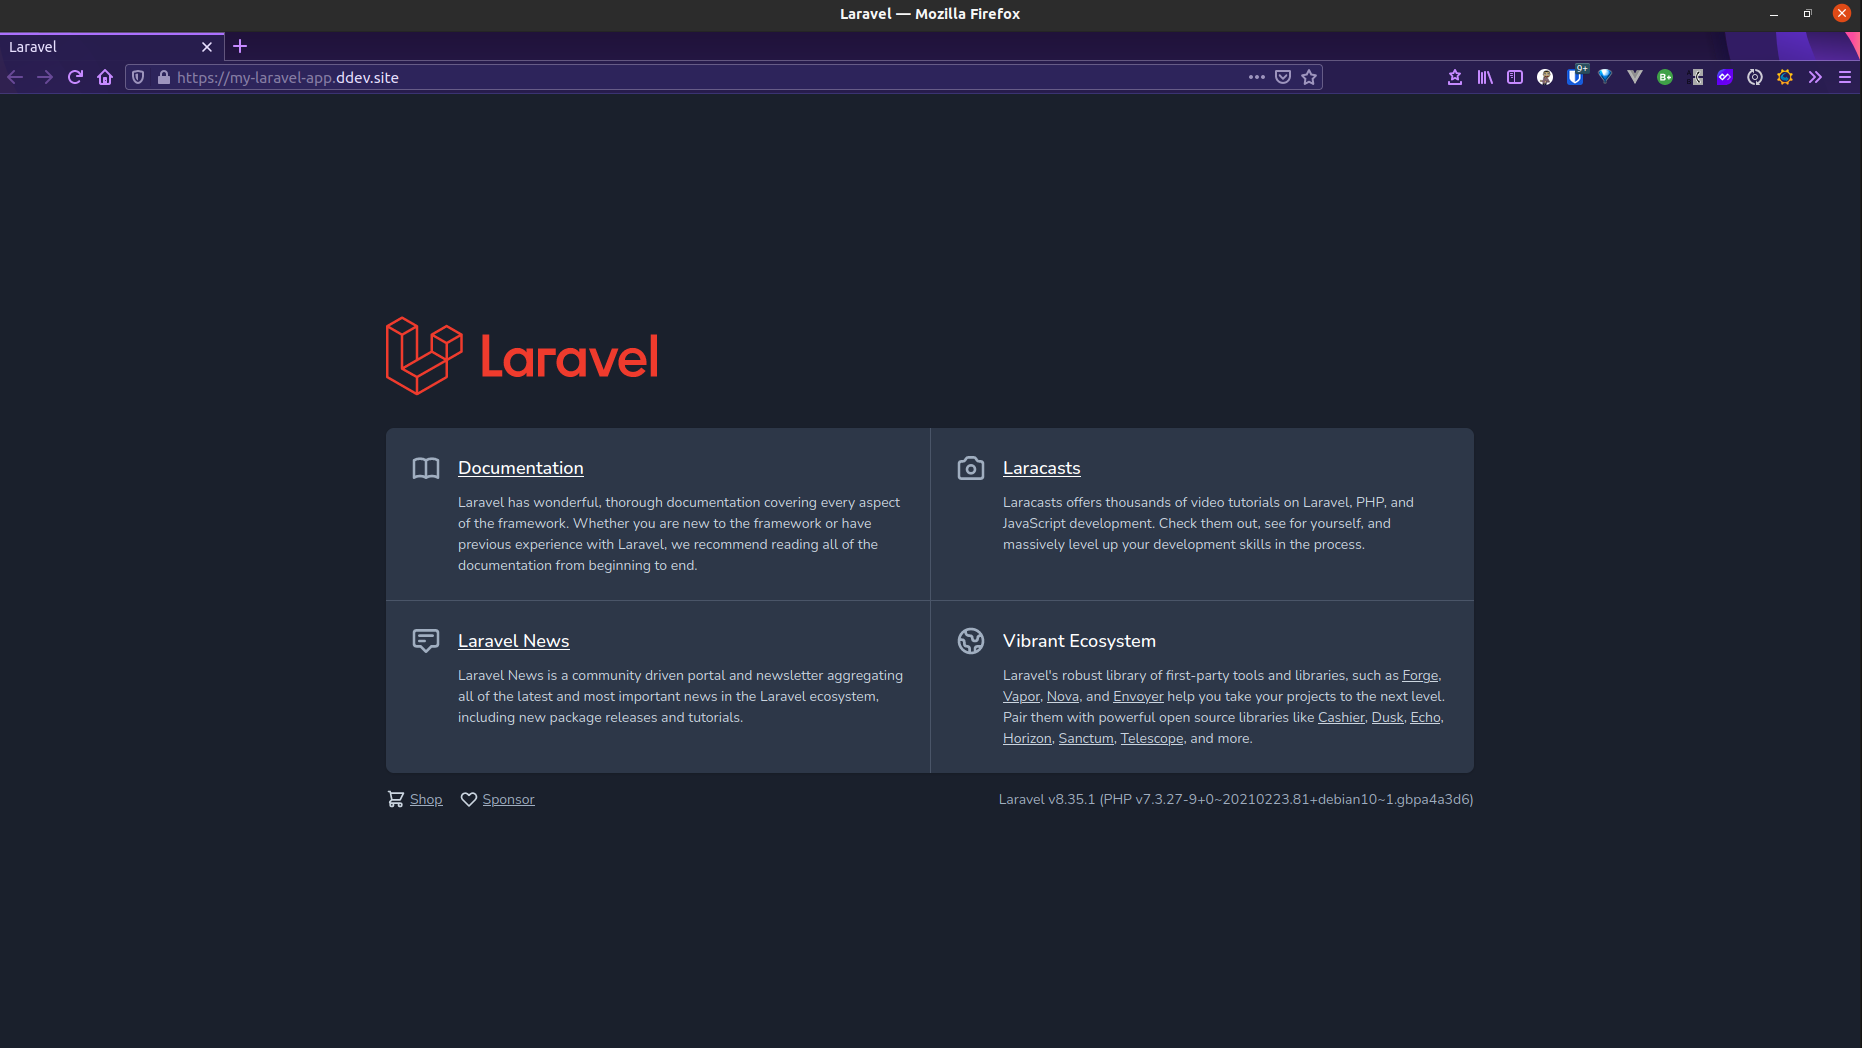 Laravel — Mozilla Firefox
Laravel
https://my-laravel-app.ddev.site
9+
B+
Laravel
Documentation
Laravel has wonderful, thorough documentation covering every aspect
of the framework. Whether you are new to the framework or have
previous experience with Laravel, we recommend reading all of the
documentation from beginning to end.
Laracasts
Laracasts offers thousands of video tutorials on Laravel, PHP, and
JavaScript development. Check them out, see for yourself, and
massively level up your development skills in the process.
Laravel News
Laravel News is a community driven portal and newsletter aggregating
all of the latest and most important news in the Laravel ecosystem,
including new package releases and tutorials.
Vibrant Ecosystem
Laravel's robust library of first-party tools and libraries, such as Forge,
Vapor, Nova, and Envoyer help you take your projects to the next level.
Pair them with powerful open source libraries like Cashier, Dusk, Echo,
Horizon, Sanctum, Telescope, and more.
Shop
Sponsor
Laravel v8.35.1 (PHP v7.3.27-9+0~20210223.81+debian10~1.gbpa4a3d6)